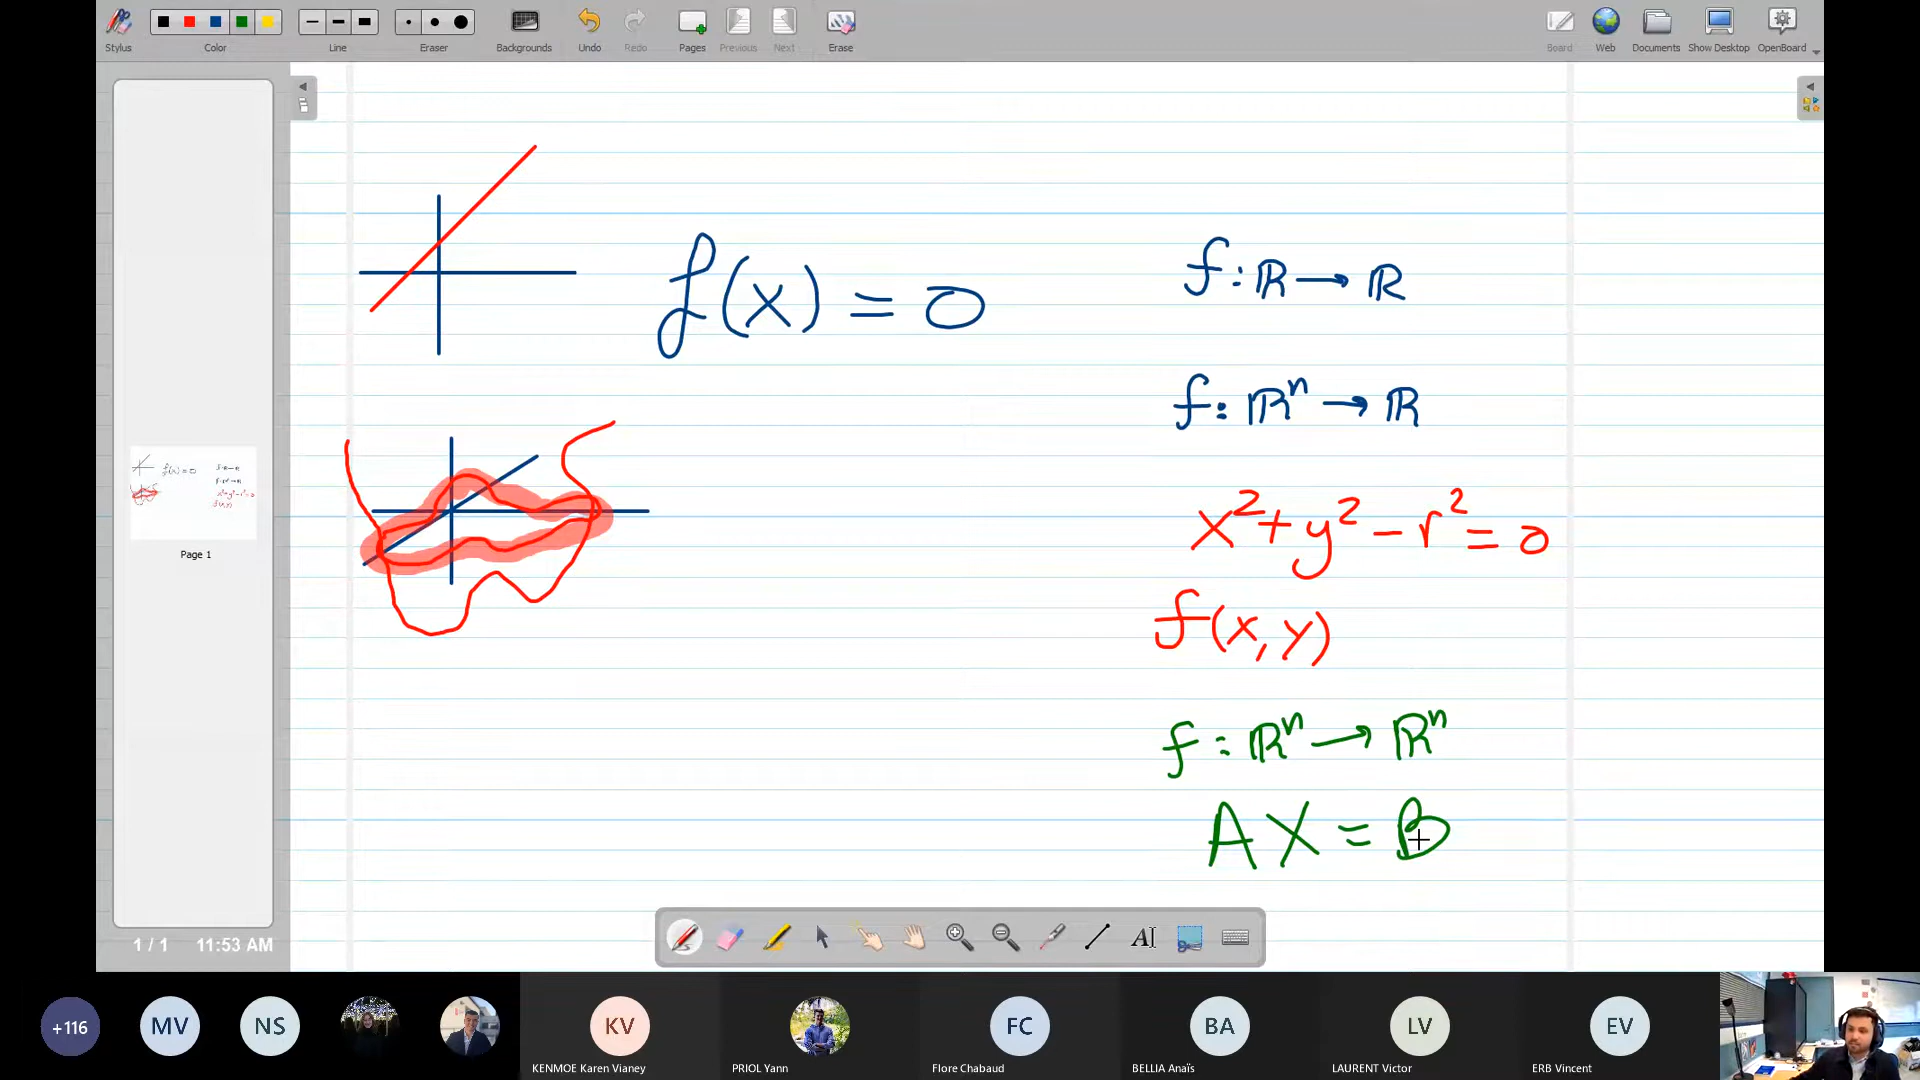 Stylus
Color
Line
Eraser
Backgrounds
Undo
Redo
Pages
Previous
Next
Erase
Board
Web
Documents
Show Desktop
OpenBoard
f(x) = 0
f : ℝ → ℝ
f : ℝⁿ → ℝ
x² + y² - r² = 0
f(x, y)
f : ℝⁿ → ℝⁿ
A X = B
Page 1
1 / 1 11:53 AM
AI
+116
MV
NS
KV
FC
BA
LV
EV
KENMOE Karen Vianey
PRIOL Yann
Flore Chabaud
BELLIA Anaïs
LAURENT Victor
ERB Vincent